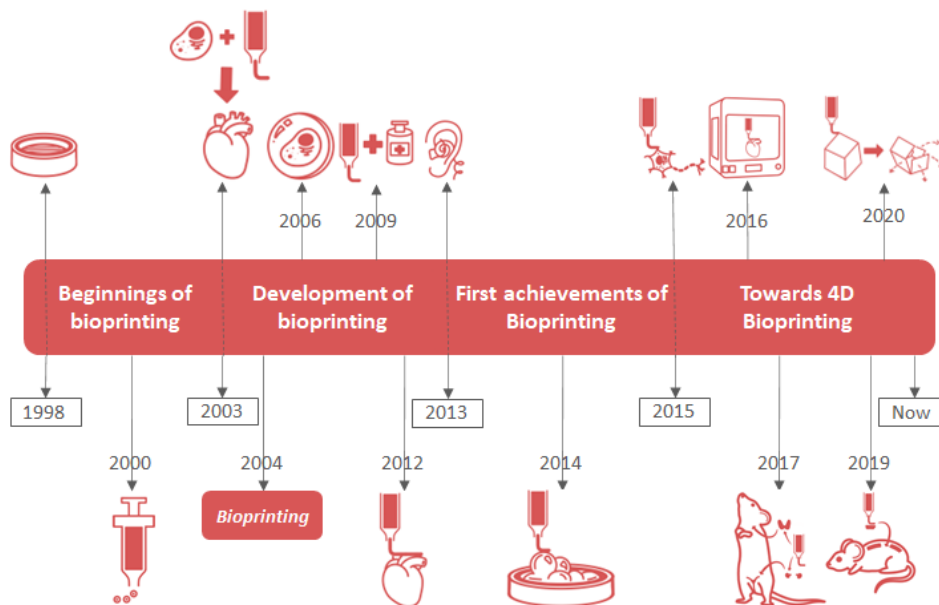 2006
2009
2016
2020
Beginnings of
bioprinting
Development of
bioprinting
First achievements of
Bioprinting
Towards 4D
Bioprinting
1998
2003
2013
2015
Now
2000
2004
2012
2014
2017
2019
Bioprinting